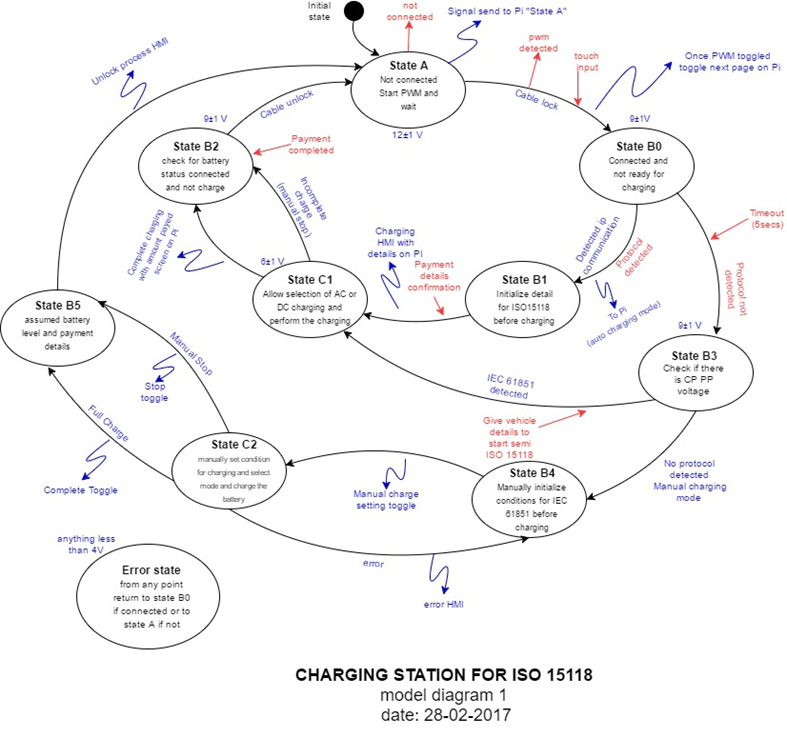 Initial
state
not
connected
Signal send to Pi "State A"
State A
Not connected
Start PWM and
wait
12±1 V
pwm
detected
touch
input
Once PWM toggled
toggle next page on Pi
Cable lock
Unlock process HMI
Cable unlock
9±1 V
State B2
check for battery
status connected
and not charge
Payment
completed
9±1V
State B0
Connected and
not ready for
charging
Timeout
(5secs)
Incomplete
charge
(manual stop)
Complete charging
with amount payed
screen on Pi
Charging
HMI with
details on PI
Detected ip
communication
Protocol
detected
Protocol not
detected
6±1 V
State C1
Allow selection of AC or
DC charging and
perform the charging
Payment
details
confirmation
State B1
Initialize detail
for ISO15118
before charging
To Pi
(auto charging mode)
State B5
assumed battery
level and payment
details
9±1 V
State B3
Check if there
is CP PP
voltage
Manual Stop
Stop
toggle
IEC 61851
detected
Give vehicle
details to
start semi
ISO 15118
Full Charge
Complete Toggle
State C2
manually set condition
for charging and select
mode and charge the
battery
Manual charge
setting toggle
State B4
Manually initialize
conditions for IEC
61851 before
charging
No protocol
detected
Manual charging
mode
error
error HMI
anything less
than 4V
Error state
from any point
return to state B0
if connected or to
state A if not
CHARGING STATION FOR ISO 15118
model diagram 1
date: 28-02-2017